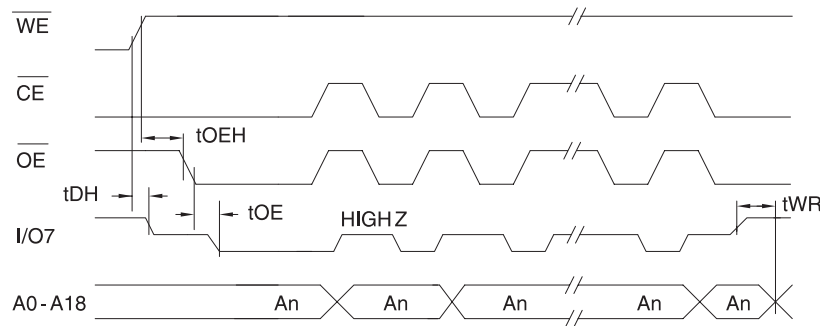 WE
CE
tOEH
OE
tDH
tOE
tWR
I/O7
HIGH Z
A0 - A18 An An An An An